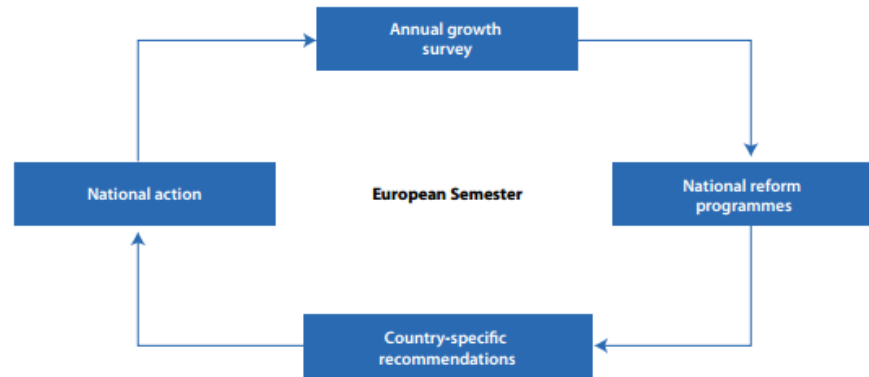 Annual growth
survey
National action
European Semester
National reform
programmes
Country-specific
recommendations